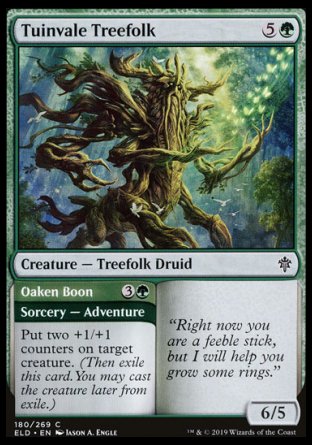 Tuinvale Treefolk 5
Creature — Treefolk Druid
Oaken Boon 3
Sorcery — Adventure
Put two +1/+1
counters on target
creature. (Then exile
this card. You may cast
the creature later from
exile.)
"Right now you
are a feeble stick,
but I will help you
grow some rings."
6/5
180/269 C
ELD • EN Jason A. Engle
™ & © 2019 Wizards of the Coast